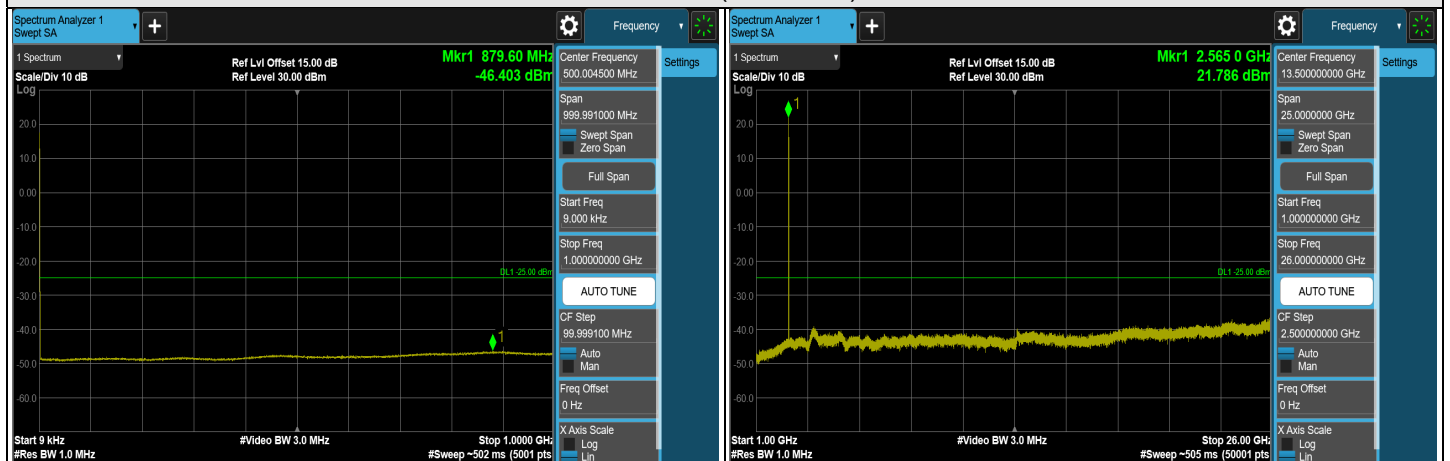 Spectrum Analyzer 1
Swept SA
+
Frequency
1 Spectrum
Ref Lvl Offset 15.00 dB
Mkr1 879.60 MHz
Scale/Div 10 dB
Ref Level 30.00 dBm
-46.403 dBm
Log
1
20.0
10.0
0.00
-10.0
-20.0
-30.0
-40.0
-50.0
-60.0
DL1 -25.00 dBm
Start 9 kHz
#Video BW 3.0 MHz
Stop 1.0000 GHz
#Res BW 1.0 MHz
#Sweep ~502 ms (5001 pts)
Center Frequency
500.004500 MHz
Settings
Span
999.991000 MHz
Swept Span
Zero Span
Full Span
Start Freq
9.000 kHz
Stop Freq
1.000000000 GHz
AUTO TUNE
CF Step
99.999100 MHz
Auto
Man
Freq Offset
0 Hz
X Axis Scale
Log
Lin
Spectrum Analyzer 1
Swept SA
+
Frequency
1 Spectrum
Ref Lvl Offset 15.00 dB
Mkr1 2.565 0 GHz
Scale/Div 10 dB
Ref Level 30.00 dBm
21.786 dBm
Log
1
20.0
10.0
0.00
-10.0
-20.0
-30.0
-40.0
-50.0
-60.0
DL1 -25.00 dBm
Start 1.00 GHz
#Video BW 3.0 MHz
Stop 26.00 GHz
#Res BW 1.0 MHz
#Sweep ~505 ms (50001 pts)
Center Frequency
13.500000000 GHz
Settings
Span
25.0000000 GHz
Swept Span
Zero Span
Full Span
Start Freq
1.000000000 GHz
Stop Freq
26.000000000 GHz
AUTO TUNE
CF Step
2.500000000 GHz
Auto
Man
Freq Offset
0 Hz
X Axis Scale
Log
Lin